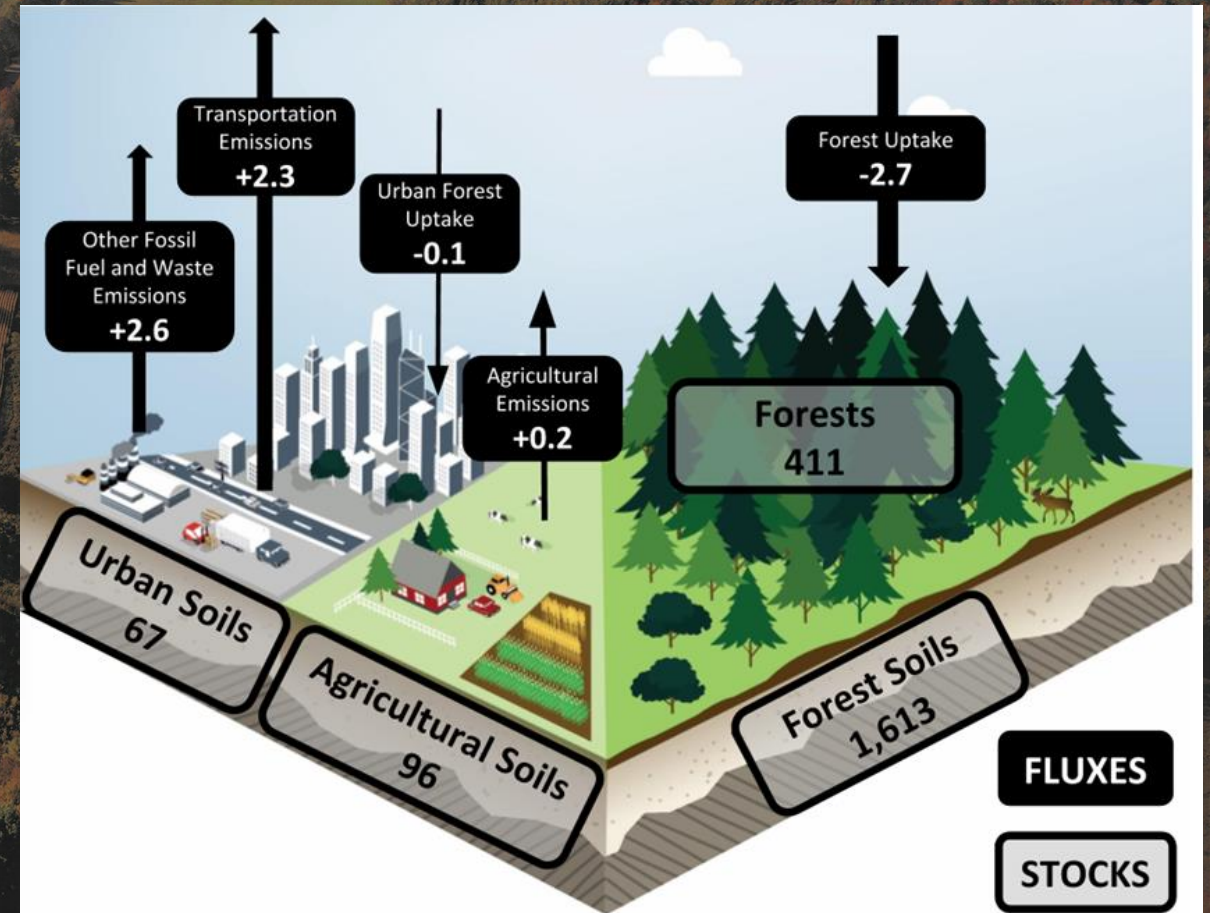 Transportation
Emissions
+2.3
Forest Uptake
-2.7
Urban Forest
Uptake
-0.1
Other Fossil
Fuel and Waste
Emissions
+2.6
Agricultural
Emissions
+0.2
Forests
411
Urban Soils
67
Agricultural Soils
96
Forest Soils
1,613
FLUXES
STOCKS